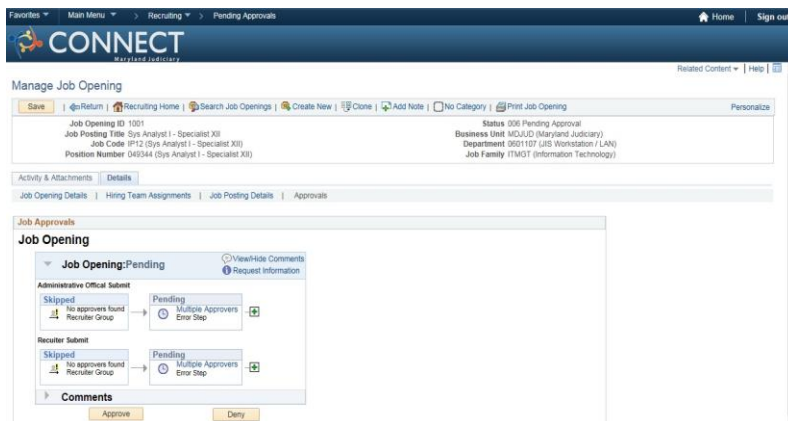 Favorites Main Menu > Recruiting > Pending Approvals Home Sign out
CONNECT
Maryland Judiciary
Related Content | Help |
Manage Job Opening
Save | Return | Recruiting Home | Search Job Openings | Create New | Clone | Add Note | No Category | Print Job Opening Personalize
Job Opening ID 1001 Status 006 Pending Approval
Job Posting Title Sys Analyst I - Specialist XII Business Unit MDJUD (Maryland Judiciary)
Job Code IP12 (Sys Analyst I - Specialist XII) Department 0601107 (JIS Workstation / LAN)
Position Number 049344 (Sys Analyst I - Specialist XII) Job Family ITMGT (Information Technology)
Activity & Attachments Details
Job Opening Details | Hiring Team Assignments | Job Posting Details | Approvals
Job Approvals
Job Opening
Job Opening:Pending View/Hide Comments
Request Information
Administrative Offical Submit
Skipped Pending
No approvers found Multiple Approvers
Recruiter Group Error Step
Recuiter Submit
Skipped Pending
No approvers found Multiple Approvers
Recruiter Group Error Step
Comments
Approve Deny